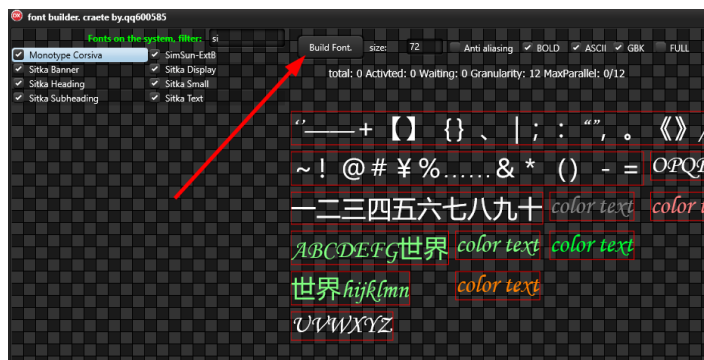 font builder. craete by.qq600585
Fonts on the system, filter: si
Build Font. size: 72 Anti aliasing BOLD ASCII GBK FULL
Monotype Corsiva SimSun-ExtB
Sitka Banner Sitka Display
Sitka Heading Sitka Small
Sitka Subheading Sitka Text
total: 0 Activted: 0 Waiting: 0 Granularity: 12 MaxParallel: 0/12
‘’——+【】 {} 、 | ; : “”, 。 《》 /
~! @#¥%……&* () - = OPQ
一二三四五六七八九十 color text color t
ABCDEFG世界 color text color text
世界hijklmn color text
UVWXYZ